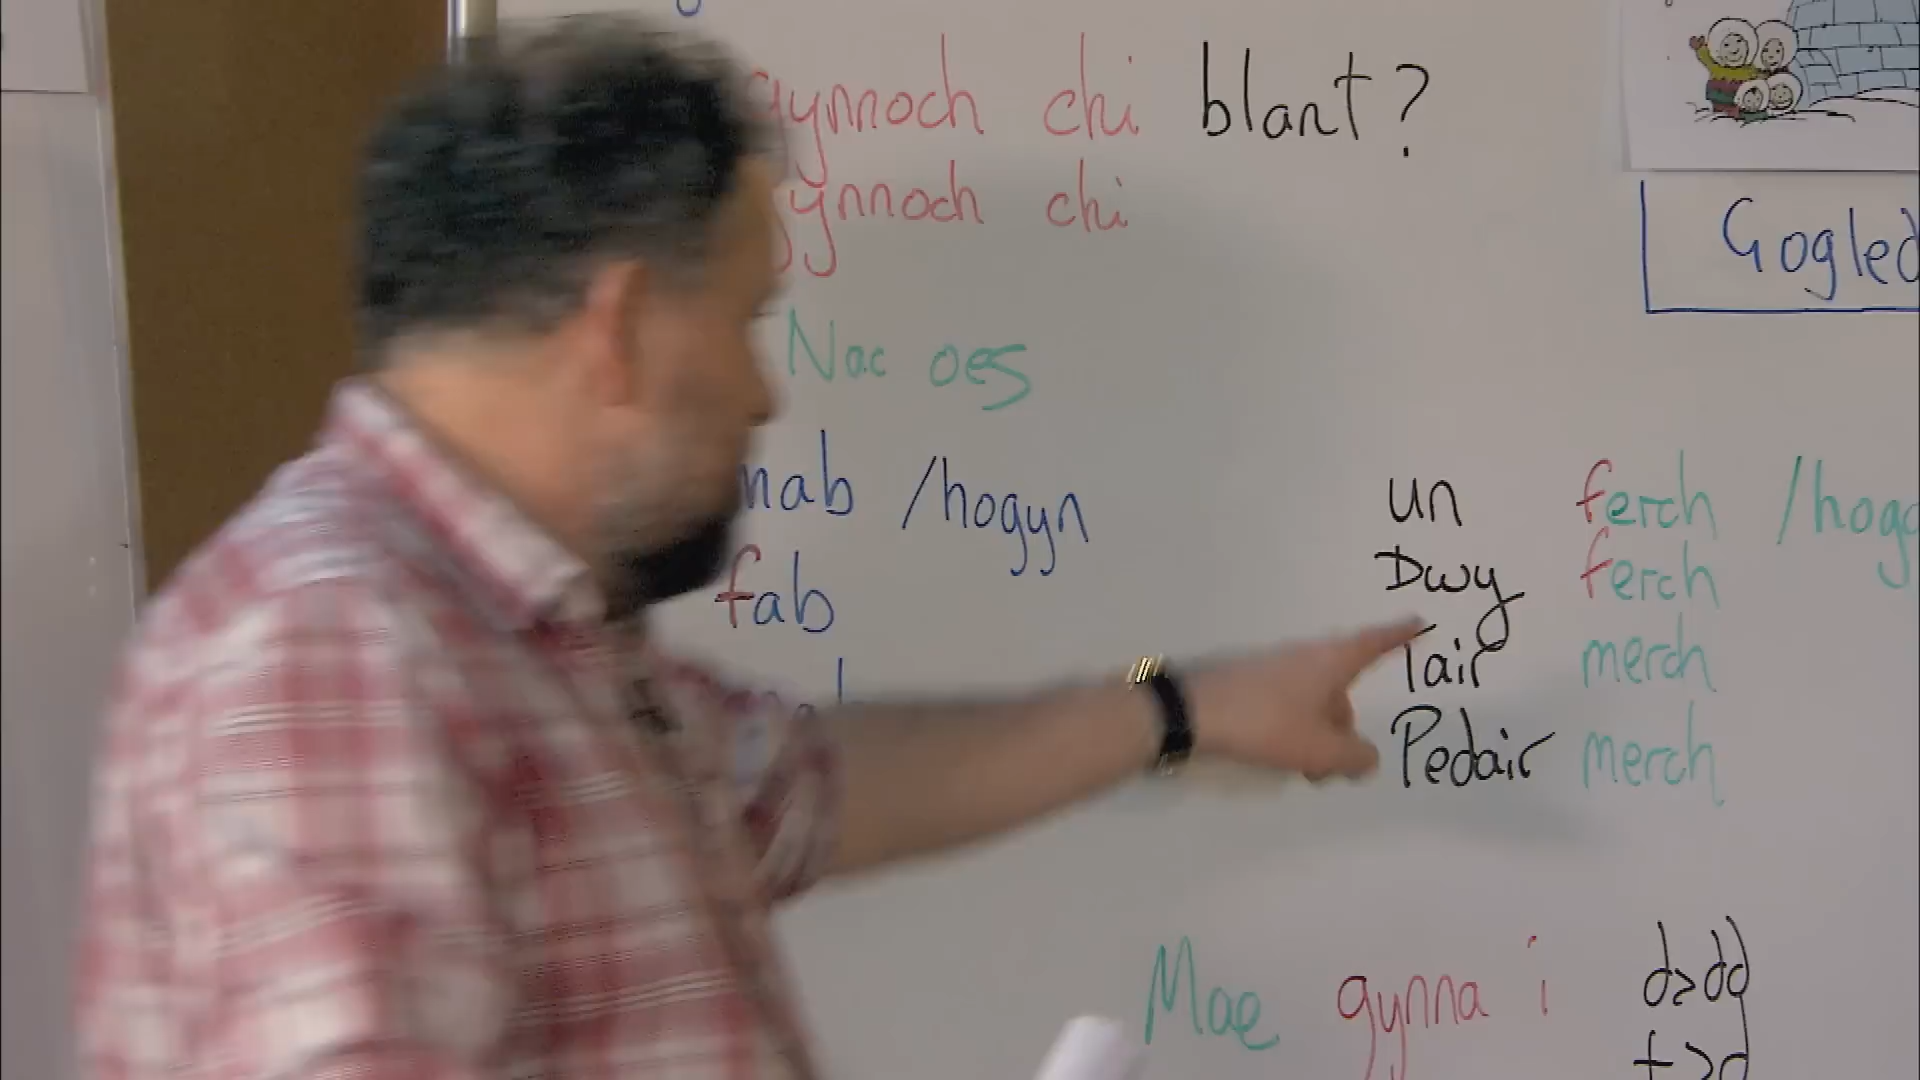 gynnoch chi blant?
gynnoch chi
Gogled
Nac oes
mab /hogyn
fab
un ferch /hog
Dwy ferch
Tair merch
Pedair merch
Mae gynna i
d>dd
t>d